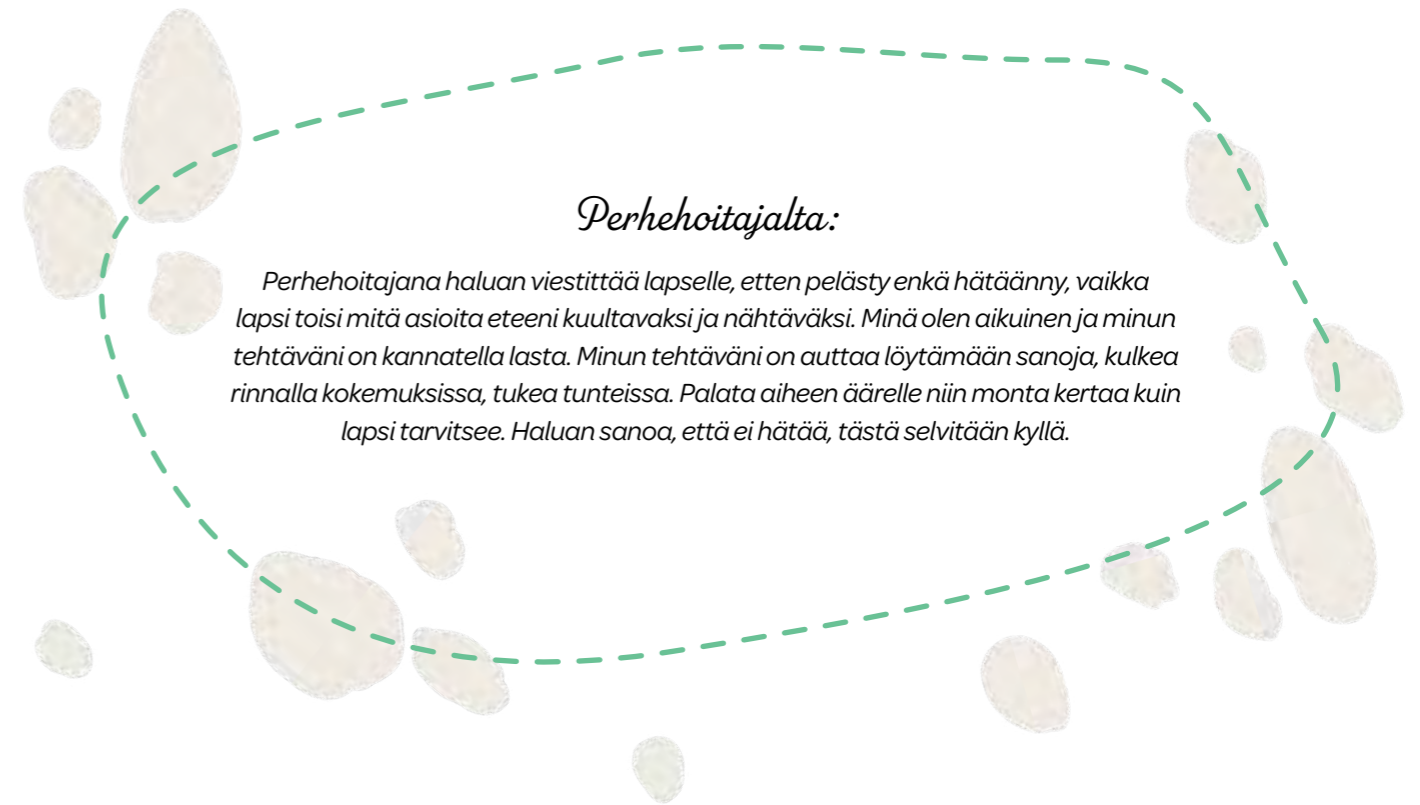 Perhehoitajalta:
Perhehoitajana haluan viestittää lapselle, etten pelästy enkä hätäänny, vaikka
lapsi toisi mitä asioita eteeni kuultavaksi ja nähtäväksi. Minä olen aikuinen ja minun
tehtäväni on kannatella lasta. Minun tehtäväni on auttaa löytämään sanoja, kulkea
rinnalla kokemuksissa, tukea tunteissa. Palata aiheen äärelle niin monta kertaa kuin
lapsi tarvitsee. Haluan sanoa, että ei hätää, tästä selvitään kyllä.